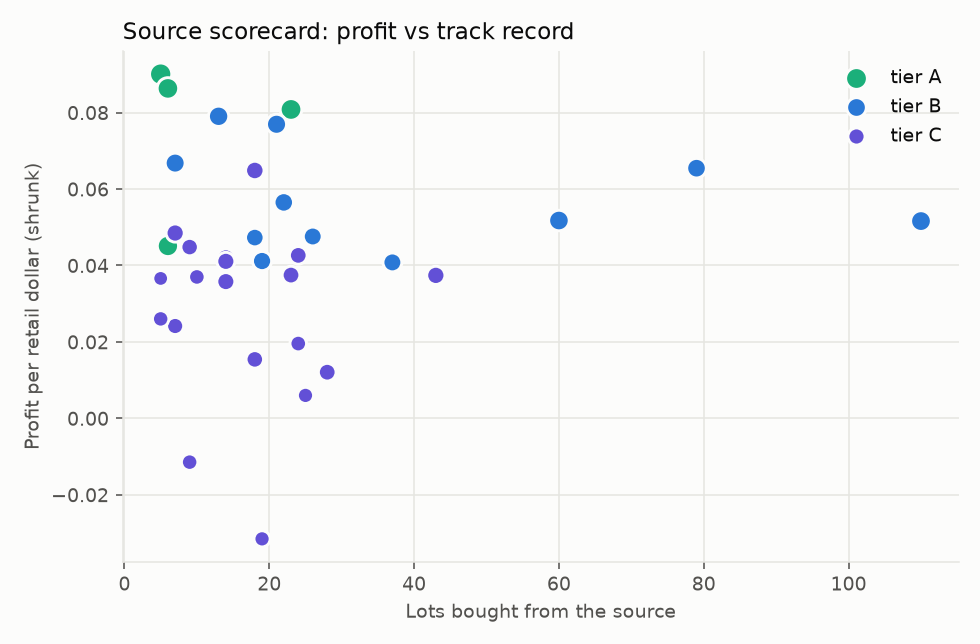 Source scorecard: profit vs track record
tier A
tier B
tier C
Profit per retail dollar (shrunk)
0.08
0.06
0.04
0.02
0.00
−0.02
0
20
40
60
80
100
Lots bought from the source